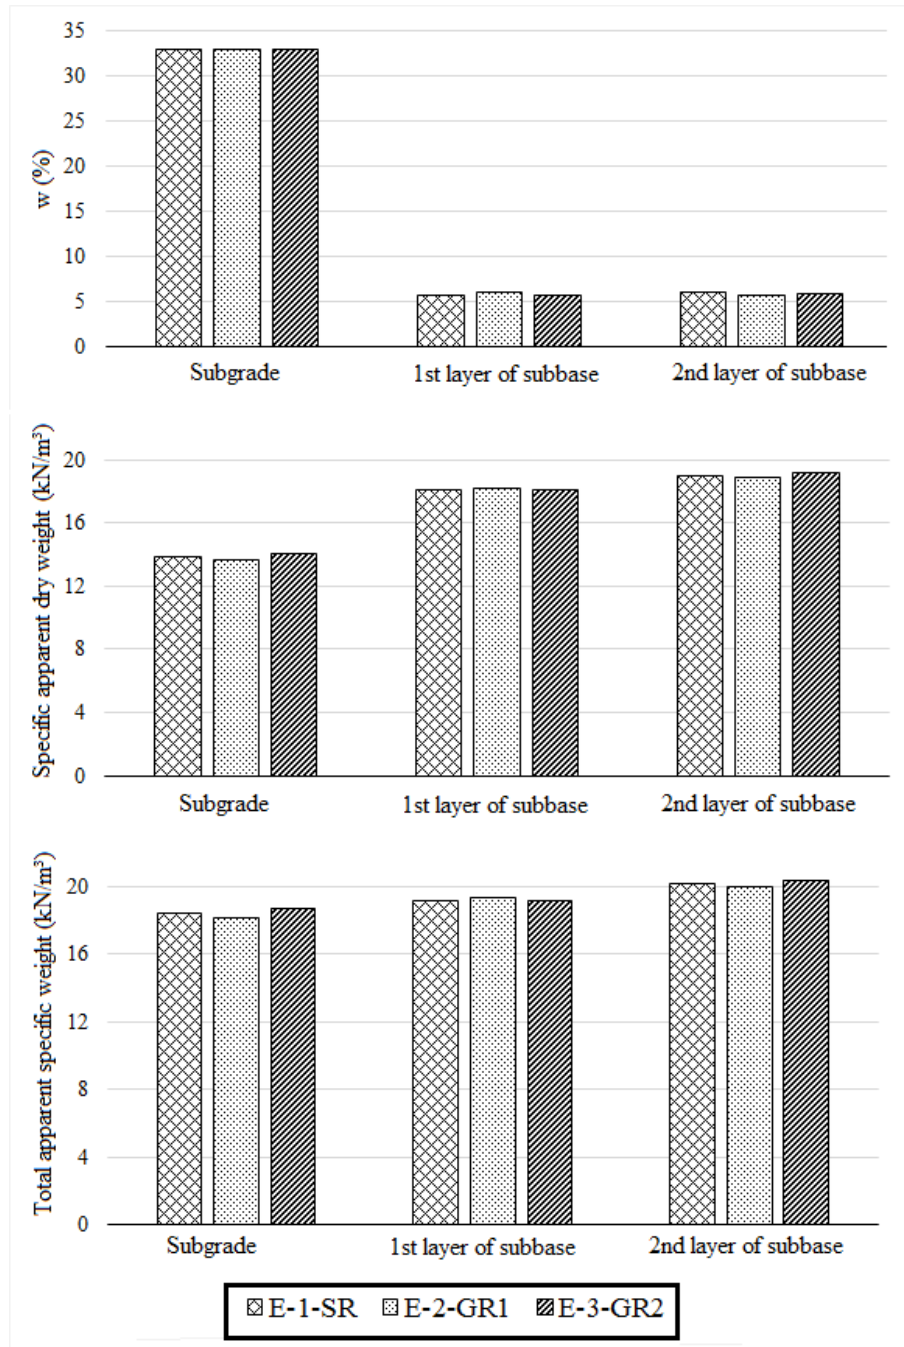 w (%)
35
30
25
20
15
10
5
0
Subgrade 1st layer of subbase 2nd layer of subbase
Specific apparent dry weight (kN/m³)
20
16
12
8
4
0
Subgrade 1st layer of subbase 2nd layer of subbase
Total apparent specific weight (kN/m³)
20
16
12
8
4
0
Subgrade 1st layer of subbase 2nd layer of subbase
E-1-SR E-2-GR1 E-3-GR2